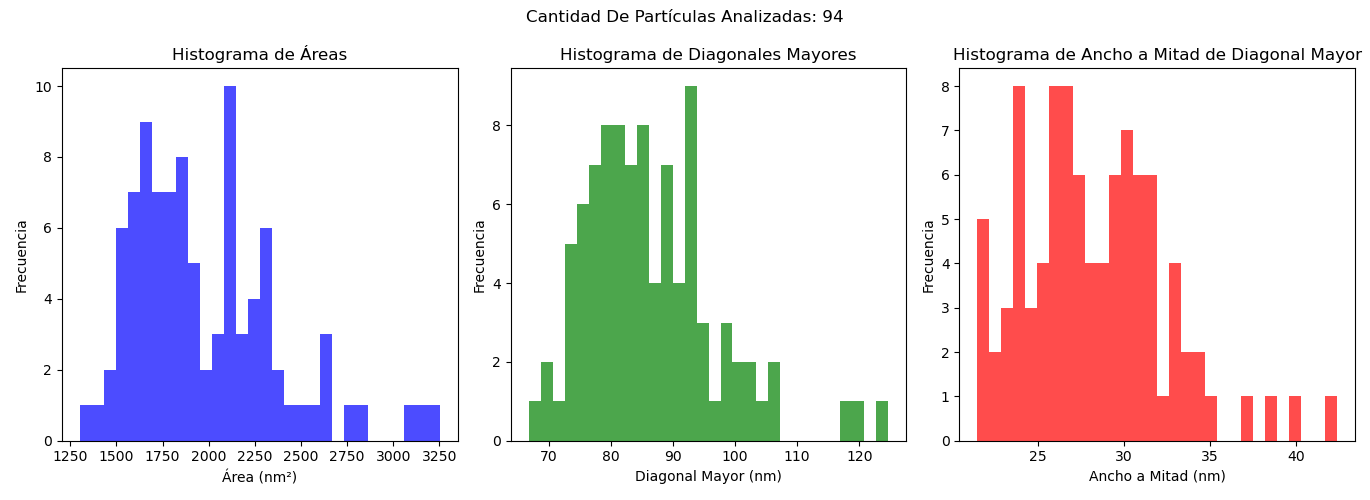 Cantidad De Partículas Analizadas: 94
Histograma de Áreas
Frecuencia
10
8
6
4
2
0
1250 1500 1750 2000 2250 2500 2750 3000 3250
Área (nm²)
Histograma de Diagonales Mayores
Frecuencia
8
6
4
2
0
70 80 90 100 110 120
Diagonal Mayor (nm)
Histograma de Ancho a Mitad de Diagonal Mayor
Frecuencia
8
7
6
5
4
3
2
1
0
25 30 35 40
Ancho a Mitad (nm)